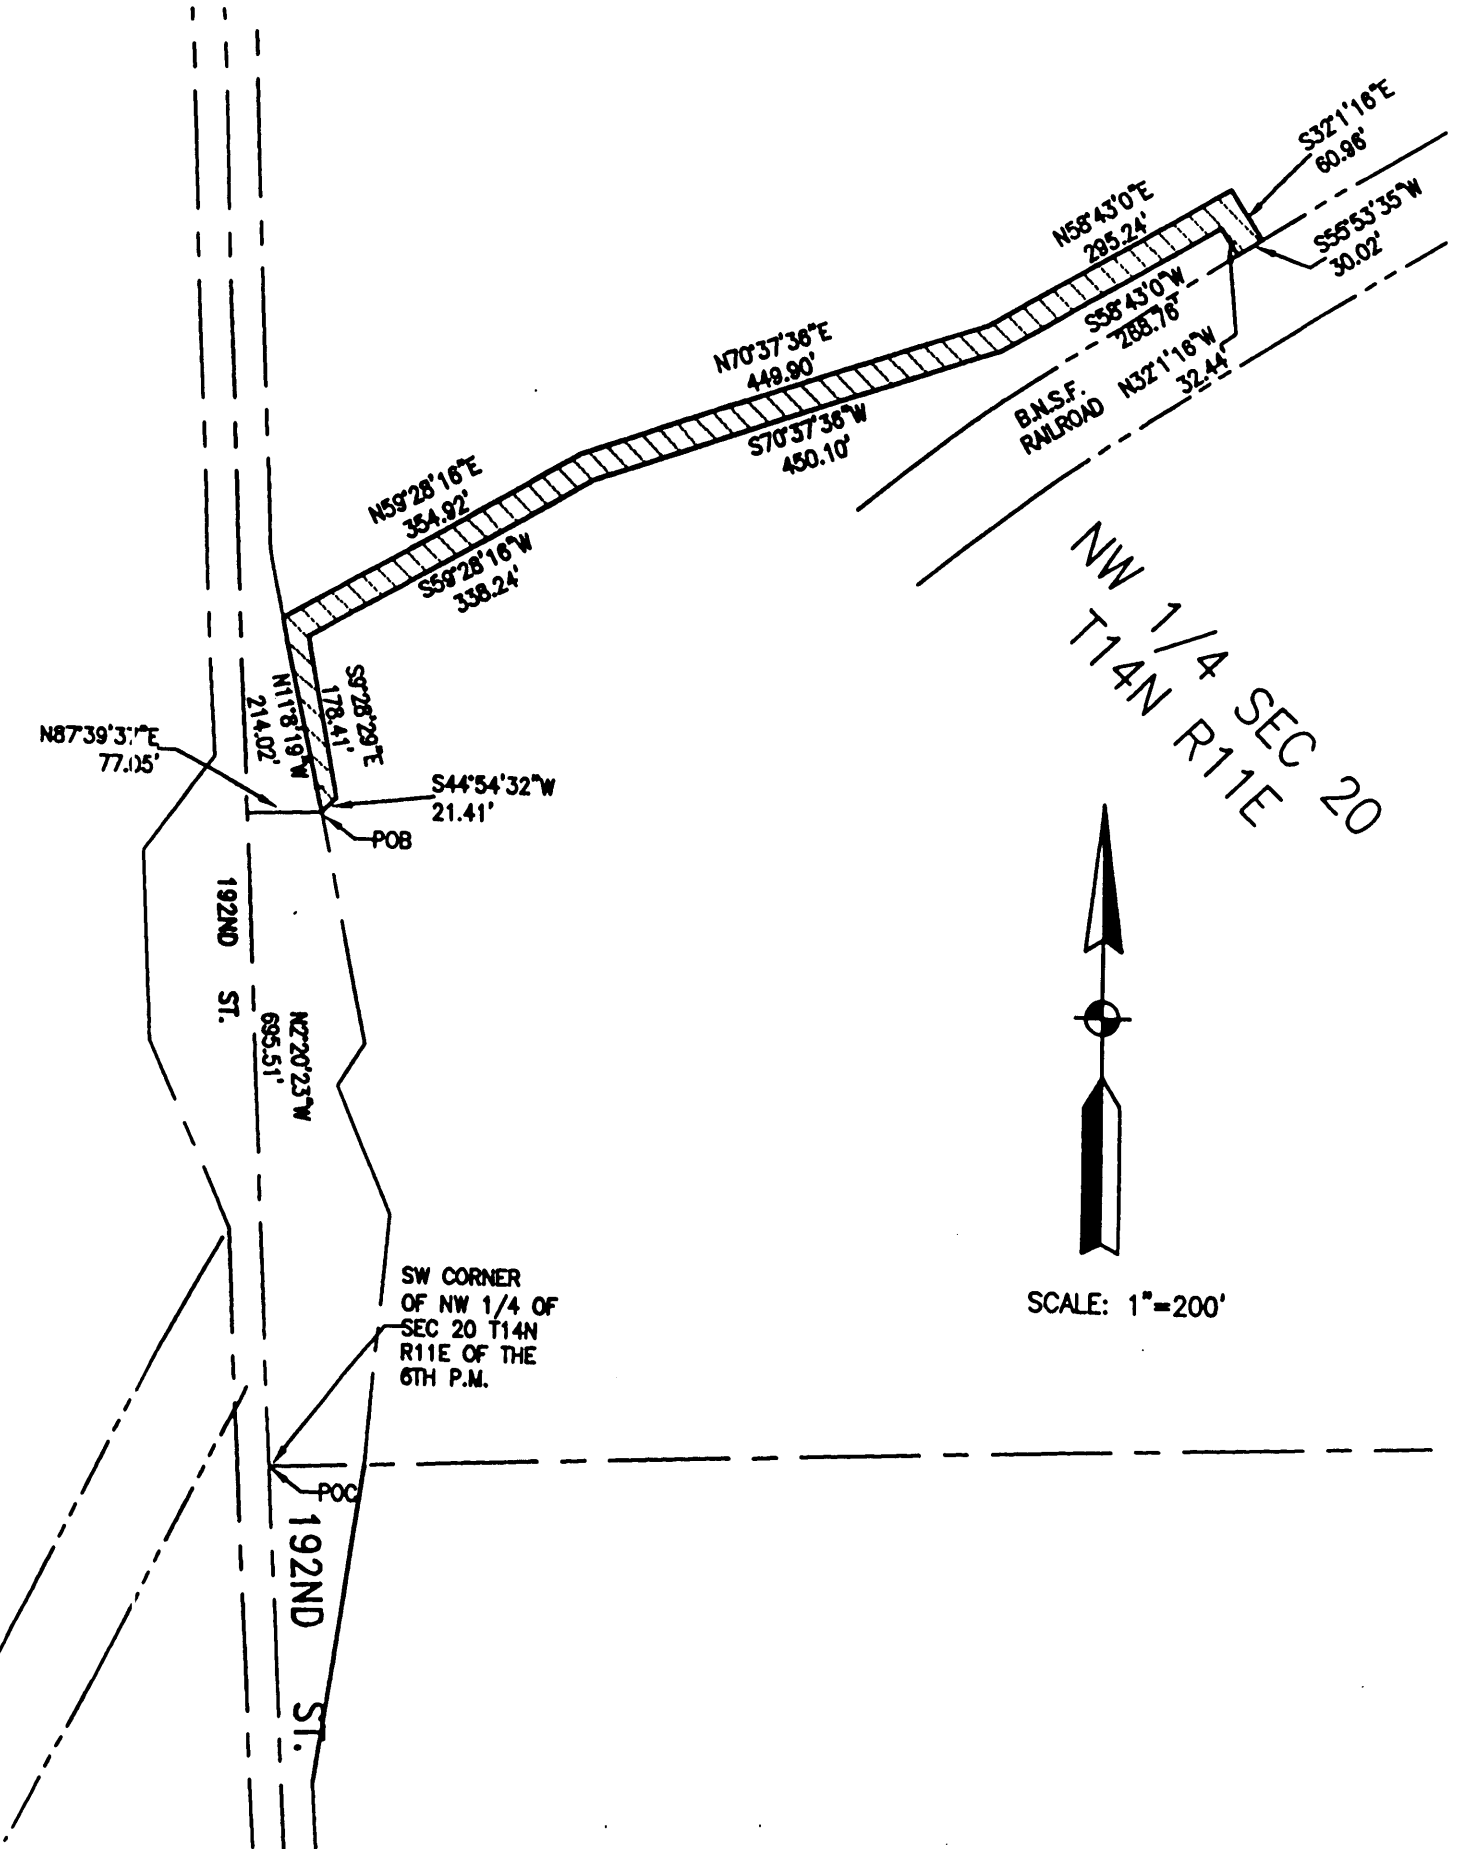 S32°1'16"E
60.96'
N58°43'0"E
295.24'
S55°53'35"W
30.02'
S58°43'0"W
288.76'
N32°1'16"W
32.44'
N70°37'36"E
449.90'
S70°37'36"W
450.10'
B.N.S.F.
RAILROAD
N59°28'16"E
354.92'
S59°28'16"W
338.24'
NW 1/4 SEC 20
T14N R11E
S9°28'29"E
178.41'
N11°8'19"W
214.02'
N87°39'37"E
77.05'
S44°54'32"W
21.41'
POB
192ND ST.
N2°20'23"W
695.51'
SW CORNER
OF NW 1/4 OF
SEC 20 T14N
R11E OF THE
6TH P.M.
SCALE: 1"=200'
POC
192ND ST.